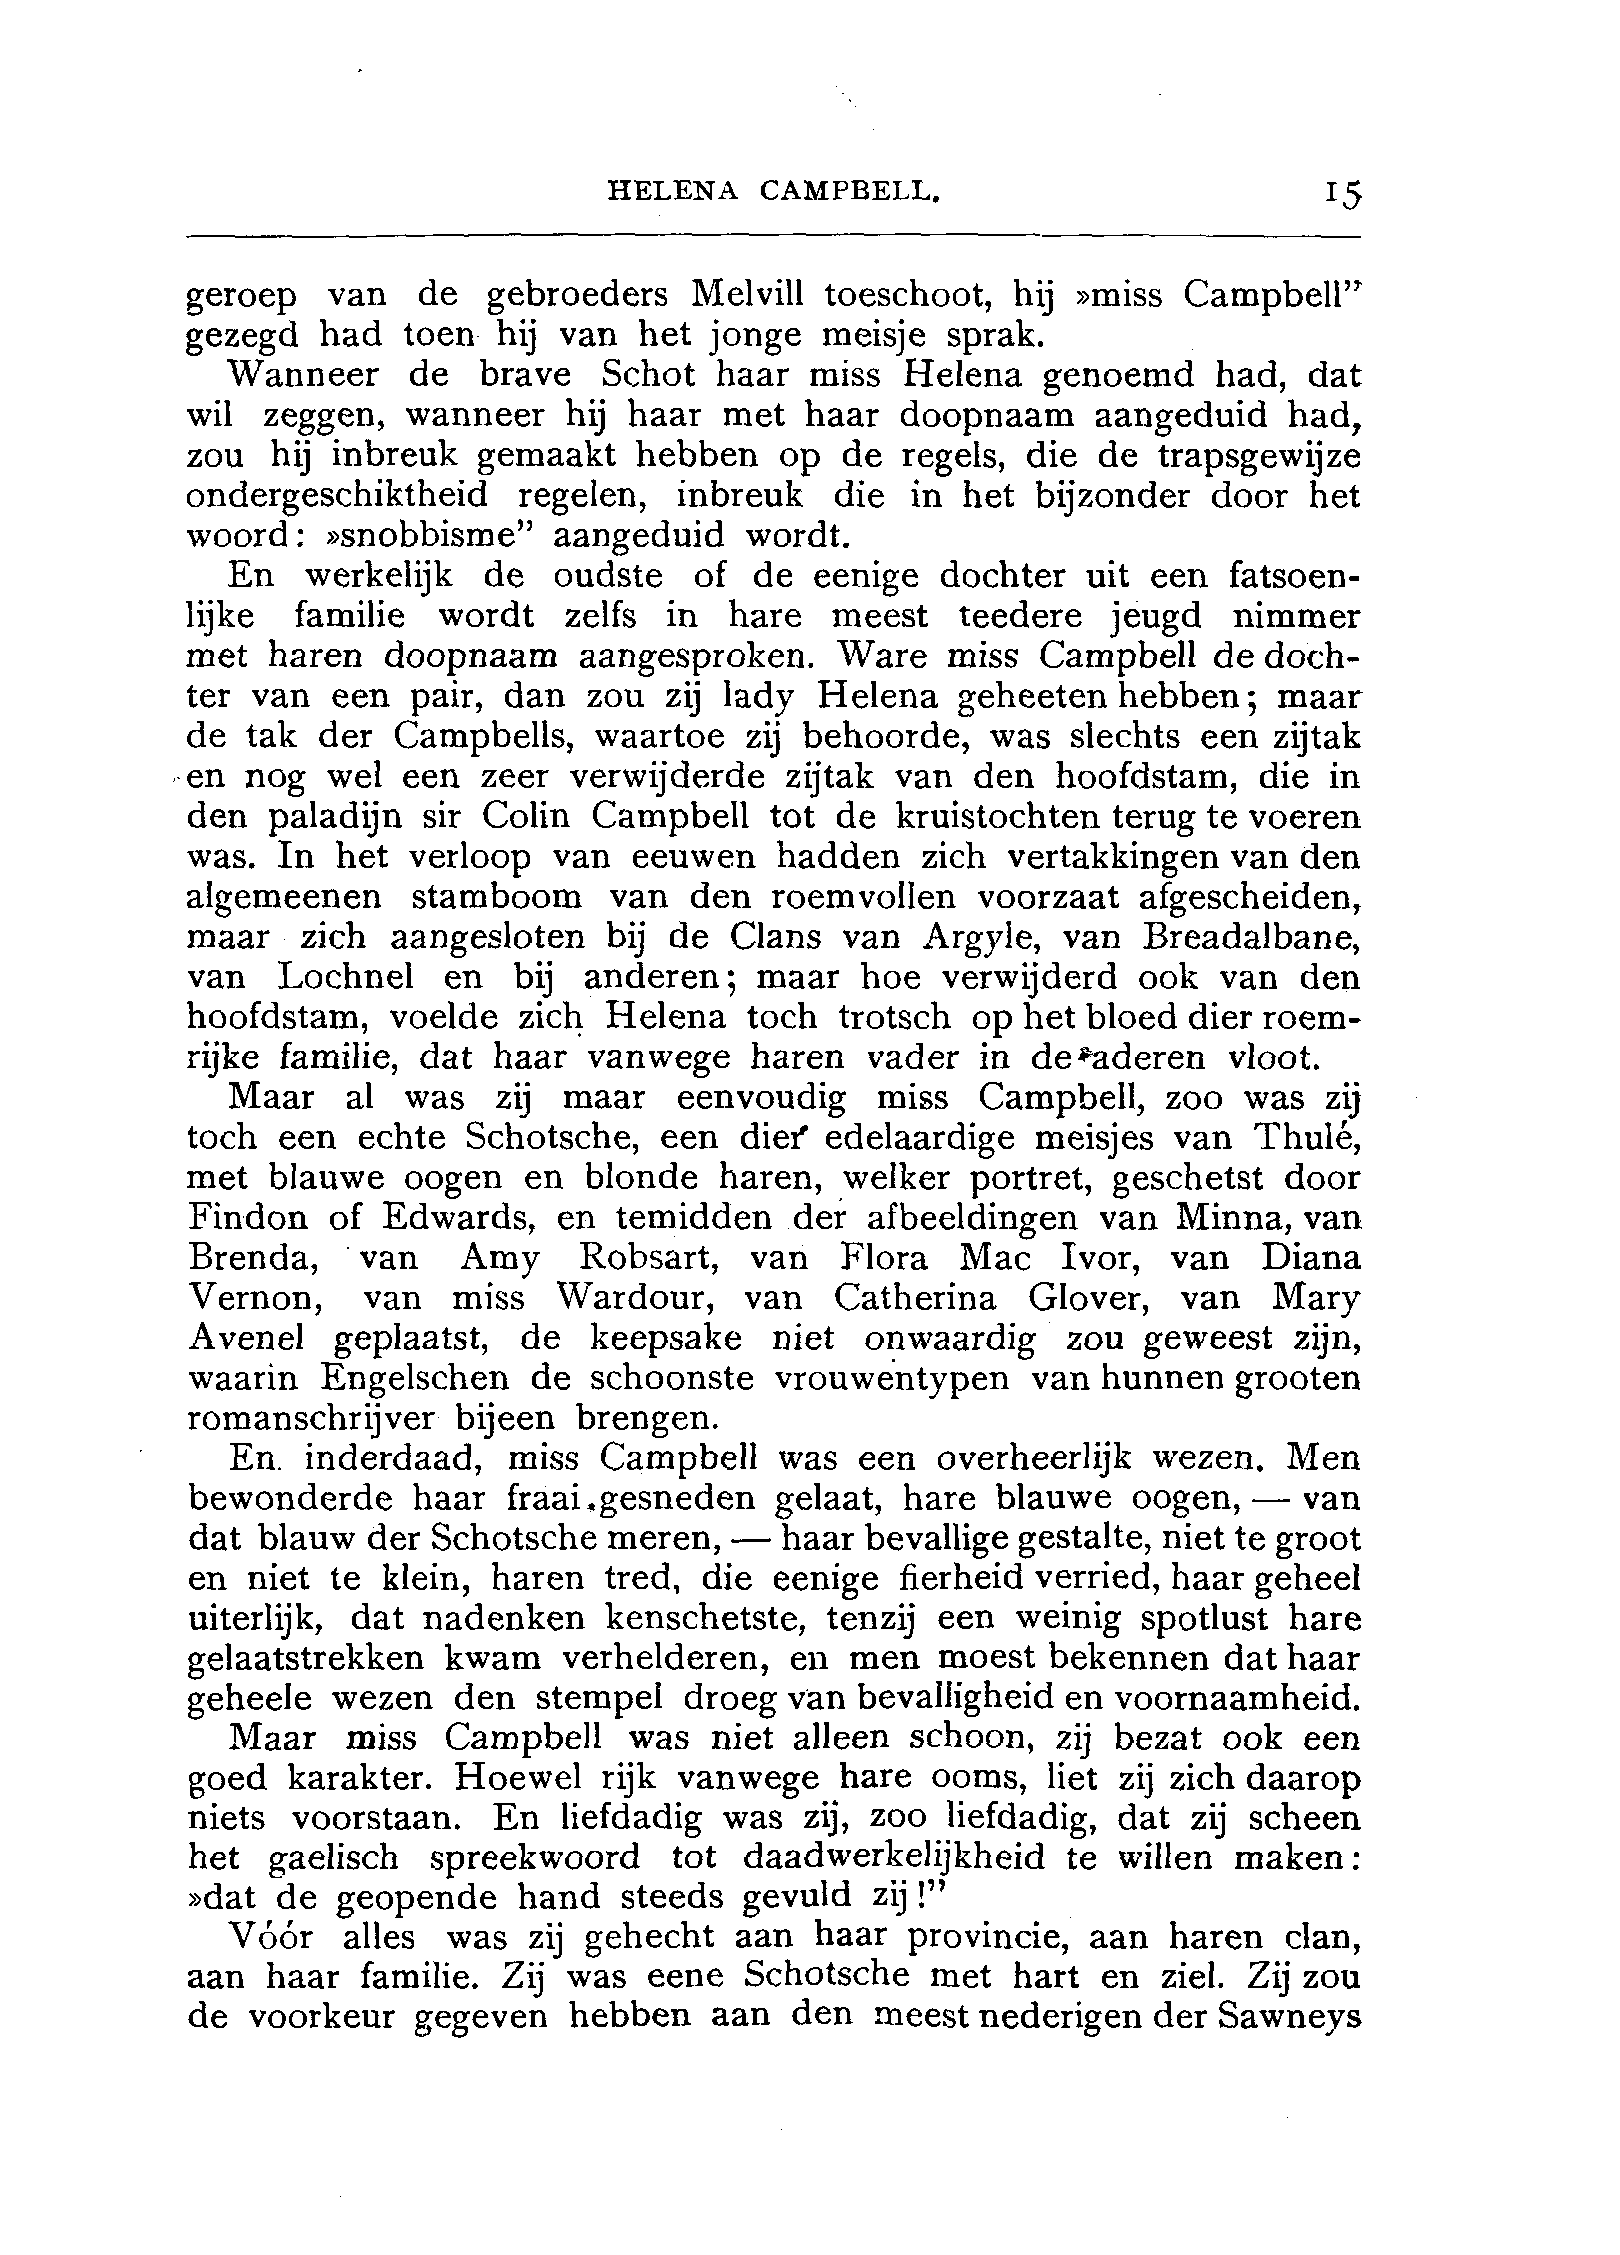 HELENA CAMPBELL. 15
geroep van de gebroeders Melvill toeschoot, hij »miss Campbell”
gezegd had toen hij van het jonge meisje sprak.
Wanneer de brave Schot haar miss Helena genoemd had, dat
wil zeggen, wanneer hij haar met haar doopnaam aangeduid had,
zou hij inbreuk gemaakt hebben op de regels, die de trapsgewijze
ondergeschiktheid regelen, inbreuk die in het bijzonder door het
woord: »snobbisme” aangeduid wordt.
En werkelijk de oudste of de eenige dochter uit een fatsoen-
lijke familie wordt zelfs in hare meest teedere jeugd nimmer
met haren doopnaam aangesproken. Ware miss Campbell de doch-
ter van een pair, dan zou zij lady Helena geheeten hebben; maar
de tak der Campbells, waartoe zij behoorde, was slechts een zijtak
en nog wel een zeer verwijderde zijtak van den hoofdstam, die in
den paladijn sir Colin Campbell tot de kruistochten terug te voeren
was. In het verloop van eeuwen hadden zich vertakkingen van den
algemeenen stamboom van den roemvollen voorzaat afgescheiden,
maar zich aangesloten bij de Clans van Argyle, van Breadalbane,
van Lochnel en bij anderen; maar hoe verwijderd ook van den
hoofdstam, voelde zich Helena toch trotsch op het bloed dier roem-
rijke familie, dat haar vanwege haren vader in de aderen vloot.
Maar al was zij maar eenvoudig miss Campbell, zoo was zij
toch een echte Schotsche, een dier edelaardige meisjes van Thulé,
met blauwe oogen en blonde haren, welker portret, geschetst door
Findon of Edwards, en temidden der afbeeldingen van Minna, van
Brenda, van Amy Robsart, van Flora Mac Ivor, van Diana
Vernon, van miss Wardour, van Catherina Glover, van Mary
Avenel geplaatst, de keepsake niet onwaardig zou geweest zijn,
waarin Engelschen de schoonste vrouwentypen van hunnen grooten
romanschrijver bijeen brengen.
En inderdaad, miss Campbell was een overheerlijk wezen. Men
bewonderde haar fraai gesneden gelaat, hare blauwe oogen, — van
dat blauw der Schotsche meren, — haar bevallige gestalte, niet te groot
en niet te klein, haren tred, die eenige fierheid verried, haar geheel
uiterlijk, dat nadenken kenschetste, tenzij een weinig spotlust hare
gelaatstrekken kwam verhelderen, en men moest bekennen dat haar
geheele wezen den stempel droeg van bevalligheid en voornaamheid.
Maar miss Campbell was niet alleen schoon, zij bezat ook een
goed karakter. Hoewel rijk vanwege hare ooms, liet zij zich daarop
niets voorstaan. En liefdadig was zij, zoo liefdadig, dat zij scheen
het gaelisch spreekwoord tot daadwerkelijkheid te willen maken:
»dat de geopende hand steeds gevuld zij!”
Vóór alles was zij gehecht aan haar provincie, aan haren clan,
aan haar familie. Zij was eene Schotsche met hart en ziel. Zij zou
de voorkeur gegeven hebben aan den meest nederigen der Sawneys